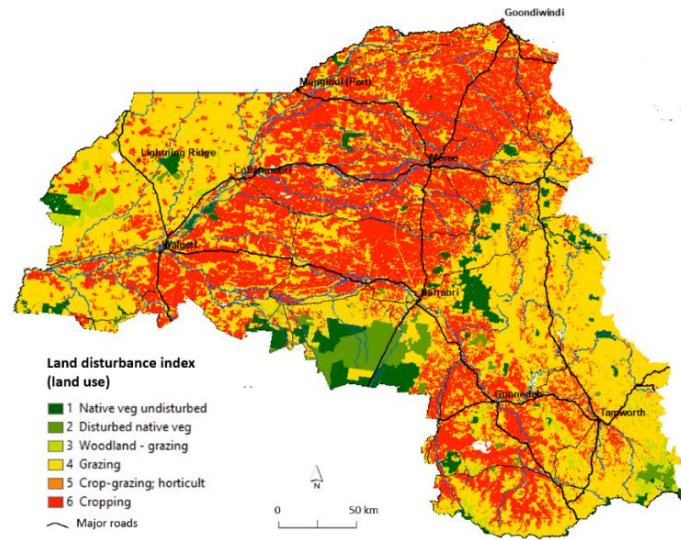 Goondiwindi
Mungindi (Part)
Lightning Ridge
Collarenebri
Moree
Walgett
Narrabri
Gunnedah
Tamworth
Land disturbance index
(land use)
1 Native veg undisturbed
2 Disturbed native veg
3 Woodland - grazing
4 Grazing
5 Crop-grazing; horticult
6 Cropping
Major roads
N
0 50 km